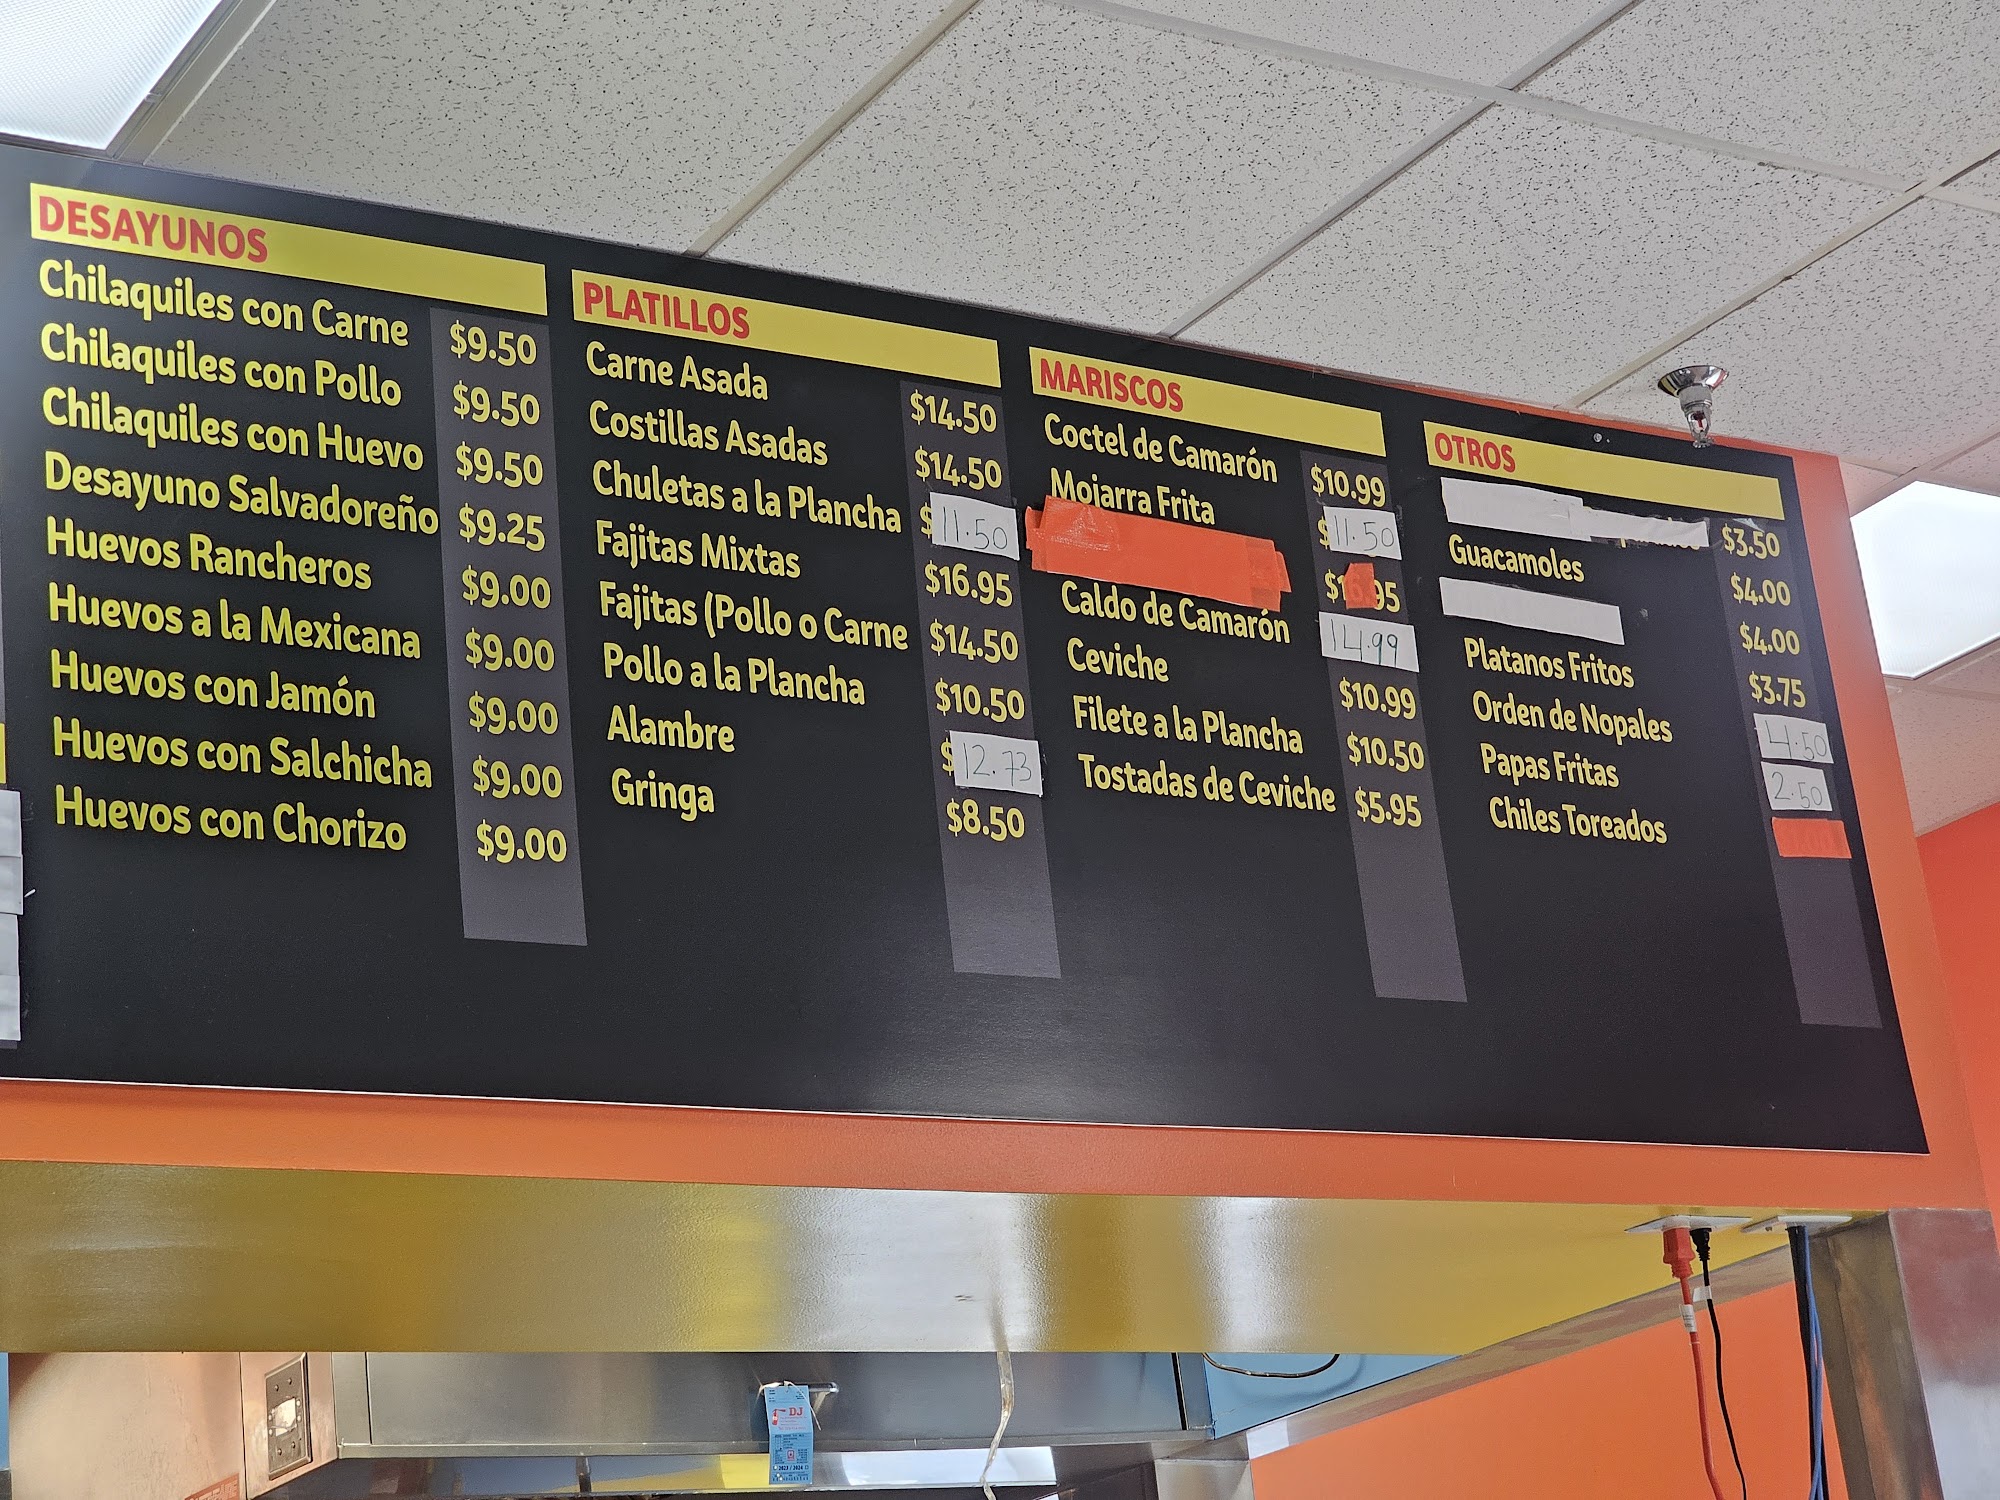 DESAYUNOS
Chilaquiles con Carne $9.50
Chilaquiles con Pollo $9.50
Chilaquiles con Huevo $9.50
Desayuno Salvadoreño $9.25
Huevos Rancheros $9.00
Huevos a la Mexicana $9.00
Huevos con Jamón $9.00
Huevos con Salchicha $9.00
Huevos con Chorizo $9.00
PLATILLOS
Carne Asada $14.50
Costillas Asadas $14.50
Chuletas a la Plancha $11.50
Fajitas Mixtas $16.95
Fajitas (Pollo o Carne $14.50
Pollo a la Plancha $10.50
Alambre $12.73
Gringa $8.50
MARISCOS
Coctel de Camarón $10.99
Mojarra Frita $11.50
Caldo de Camarón 14.99
Ceviche $10.99
Filete a la Plancha $10.50
Tostadas de Ceviche $5.95
OTROS
$3.50
Guacamoles $4.00
$4.00
Platanos Fritos $3.75
Orden de Nopales 4.50
Papas Fritas 2.50
Chiles Toreados
DJ
2023 / 2024